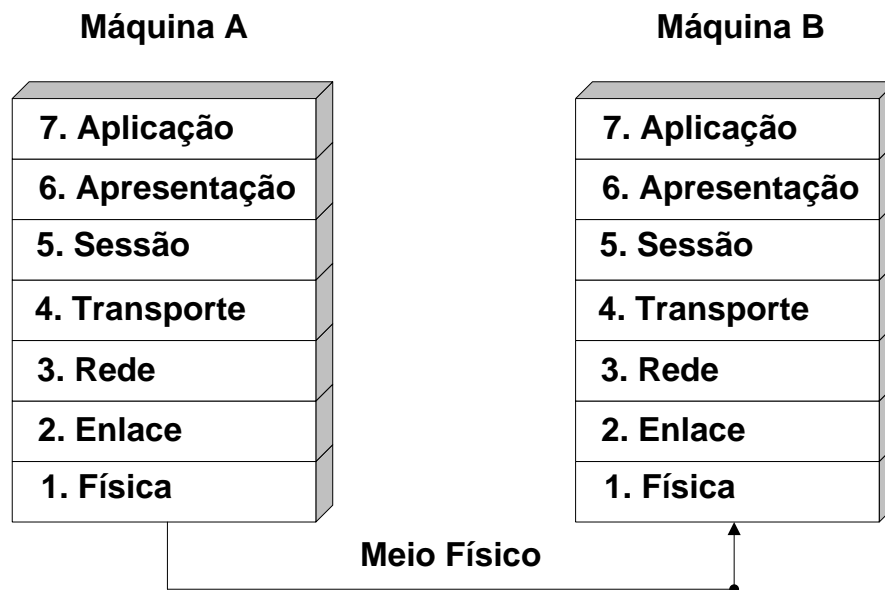 Máquina A
Máquina B
7. Aplicação
6. Apresentação
5. Sessão
4. Transporte
3. Rede
2. Enlace
1. Física
7. Aplicação
6. Apresentação
5. Sessão
4. Transporte
3. Rede
2. Enlace
1. Física
Meio Físico